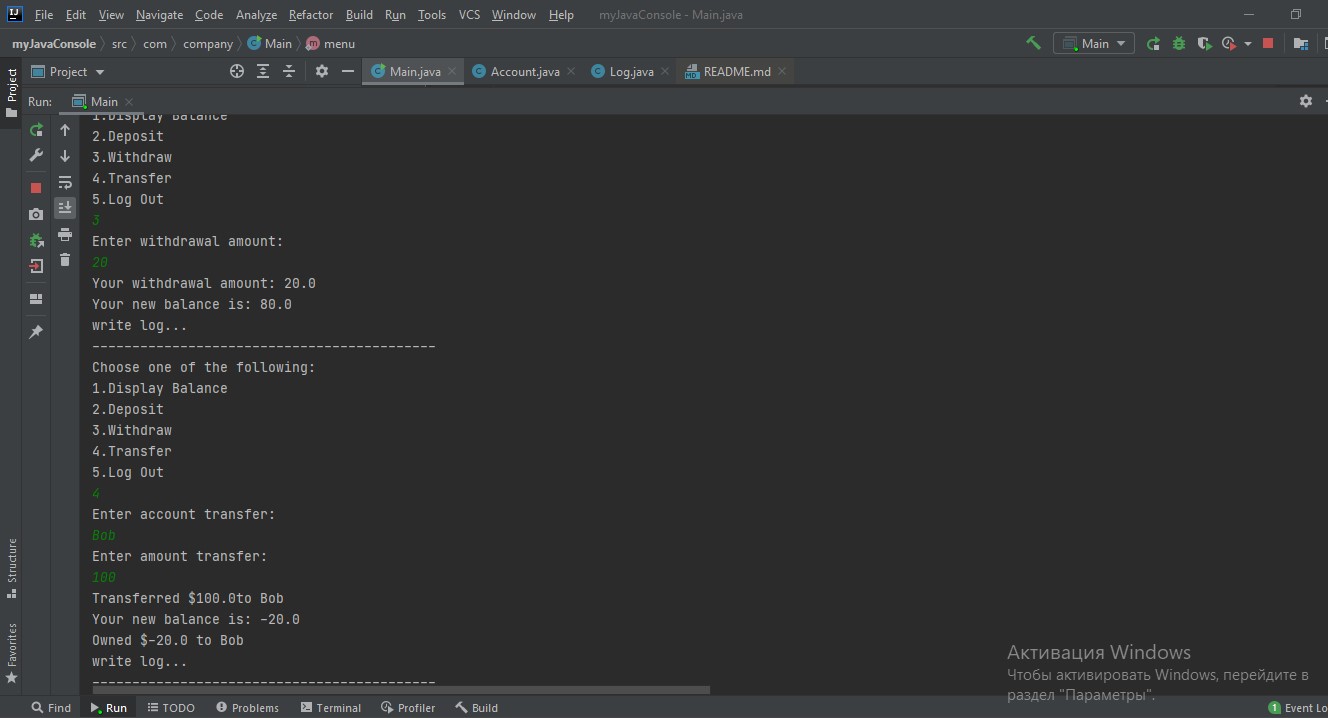 IJ File Edit View Navigate Code Analyze Refactor Build Run Tools VCS Window Help myJavaConsole - Main.java
myJavaConsole src com company C Main m menu Main
Project Project C Main.java C Account.java C Log.java MD README.md
Run: Main
1.Display Balance
2.Deposit
3.Withdraw
4.Transfer
5.Log Out
3
Enter withdrawal amount:
20
Your withdrawal amount: 20.0
Your new balance is: 80.0
write log...
-------------------------------------------
Choose one of the following:
1.Display Balance
2.Deposit
3.Withdraw
4.Transfer
5.Log Out
4
Enter account transfer:
Bob
Enter amount transfer:
100
Transferred $100.0to Bob
Your new balance is: -20.0
Owned $-20.0 to Bob
write log...
-------------------------------------------
Structure
Favorites
Активация Windows
Чтобы активировать Windows, перейдите в
раздел "Параметры".
Find Run TODO Problems Terminal Profiler Build 1 Event Lo